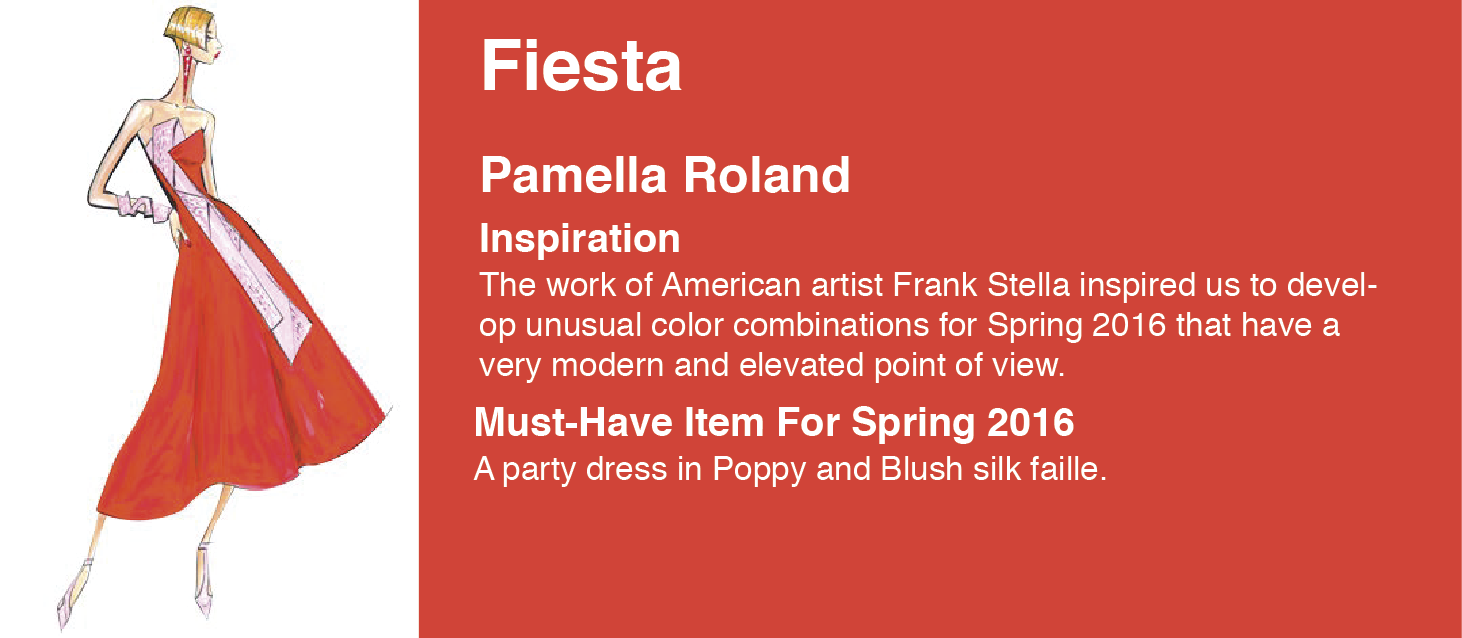 Fiesta
Pamella Roland
Inspiration
The work of American artist Frank Stella inspired us to devel-
op unusual color combinations for Spring 2016 that have a
very modern and elevated point of view.
Must-Have Item For Spring 2016
A party dress in Poppy and Blush silk faille.